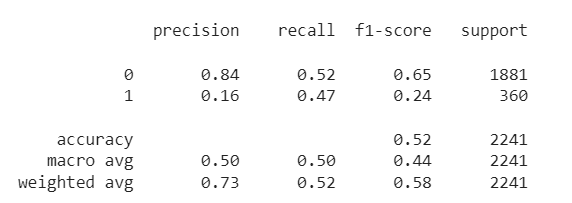 precision recall f1-score support
0 0.84 0.52 0.65 1881
1 0.16 0.47 0.24 360
accuracy 0.52 2241
macro avg 0.50 0.50 0.44 2241
weighted avg 0.73 0.52 0.58 2241